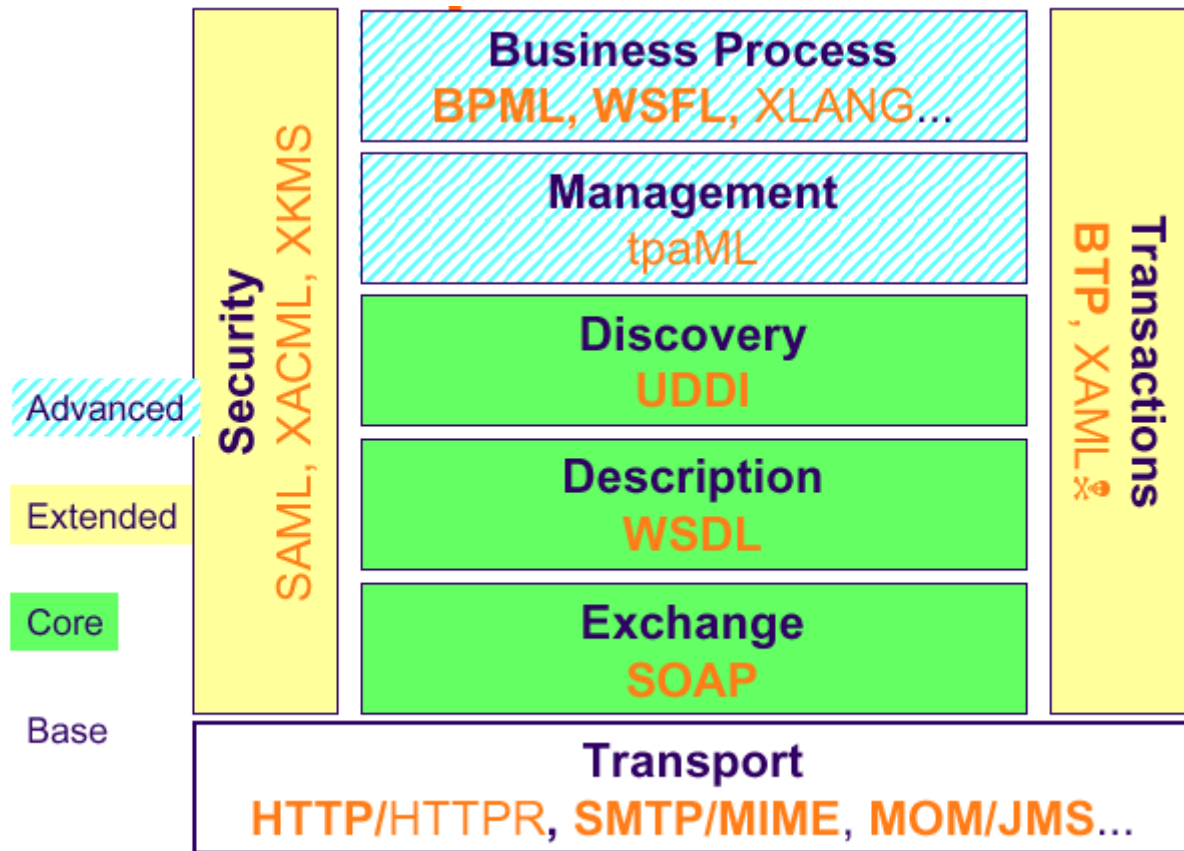 Business Process
BPML, WSFL, XLANG...
Management
tpaML
Discovery
UDDI
Description
WSDL
Exchange
SOAP
Security
SAML, XACML, XKMS
Transactions
BTP, XAML☠
Advanced
Extended
Core
Base
Transport
HTTP/HTTPR, SMTP/MIME, MOM/JMS...